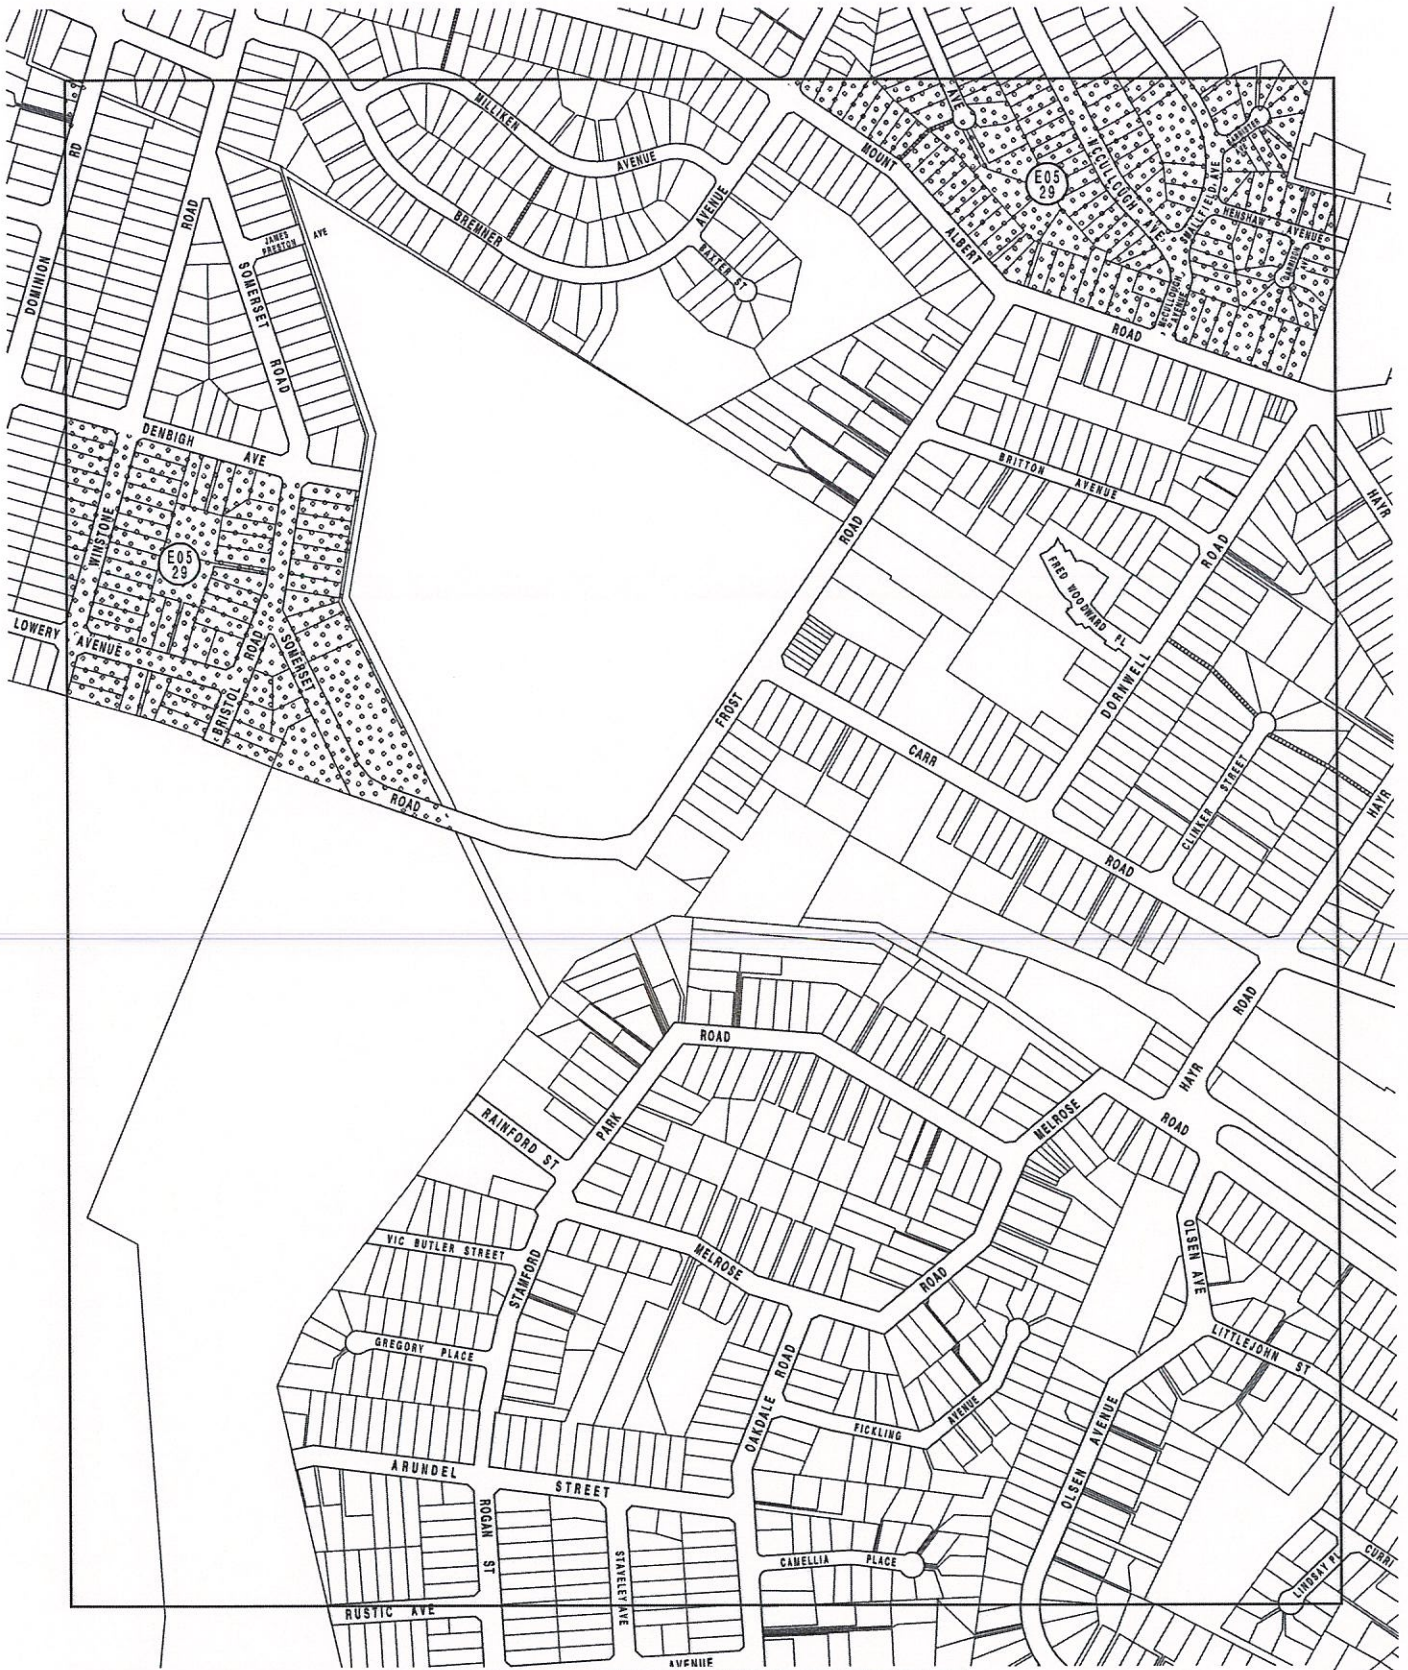 MILLIKEN
AVENUE
BREMNER
AVENUE
BAXTER ST
MOUNT
ALBERT
ROAD
AVE
E05
29
McCULLOUGH AVE
SMALLFIELD AVE
HENSHAW
AVENUE
McCULLOUGH
AVENUE
RD
DOMINION
ROAD
JAMES
PRESTON
AVE
SOMERSET
ROAD
DENBIGH
AVE
WINSTONE
E05
29
LOWERY
AVENUE
ROAD
BRISTOL
SOMERSET
ROAD
BRITTON
AVENUE
ROAD
FROST
FRED WOODWARD PL
ROAD
DORNWELL
HAYR
CARR
ROAD
CLINKER STREET
HAYR
ROAD
HAYR
ROAD
PARK
RAINFORD ST
MELROSE
ROAD
VIC BUTLER STREET
STAMFORD
MELROSE
ROAD
OLSEN AVE
GREGORY PLACE
OAKDALE ROAD
FICKLING
AVENUE
LITTLEJOHN ST
OLSEN AVENUE
ARUNDEL
STREET
ROGAN ST
STAVELEY AVE
CAMELLIA PLACE
LINDSAY PL
CURRI
RUSTIC AVE
AVENUE